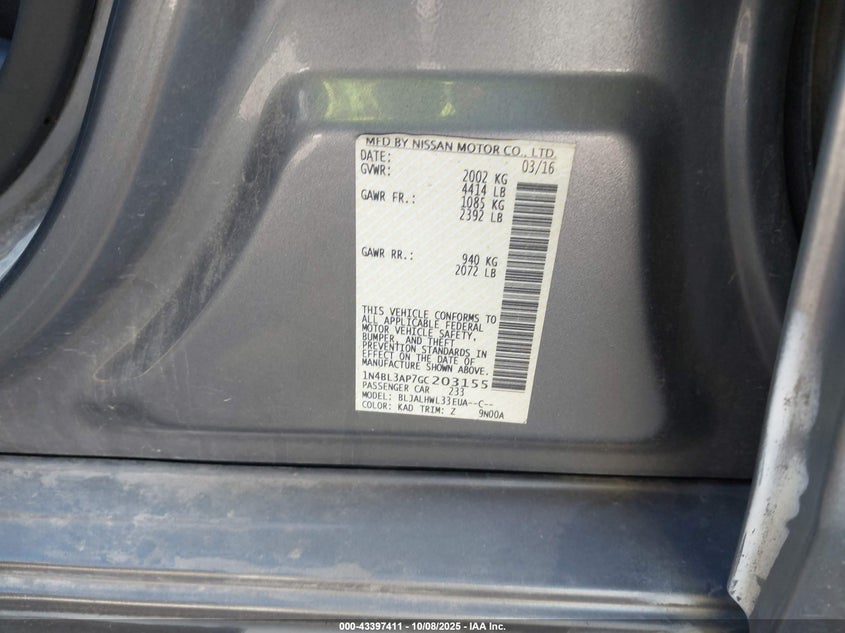 MFD BY NISSAN MOTOR CO., LTD.
DATE: 03/16
GVWR: 2002 KG
4414 LB
GAWR FR.: 1085 KG
2392 LB
GAWR RR.: 940 KG
2072 LB
THIS VEHICLE CONFORMS TO
ALL APPLICABLE FEDERAL
MOTOR VEHICLE SAFETY,
BUMPER, AND THEFT
PREVENTION STANDARDS IN
EFFECT ON THE DATE OF
MANUFACTURE SHOWN ABOVE.
1N4BL3AP7GC203155
PASSENGER CAR 233
MODEL: BLJALHWL33EUA--C--
COLOR: KAD TRIM: Z 9N00A
000-43397411 - 10/08/2025 - IAA Inc.